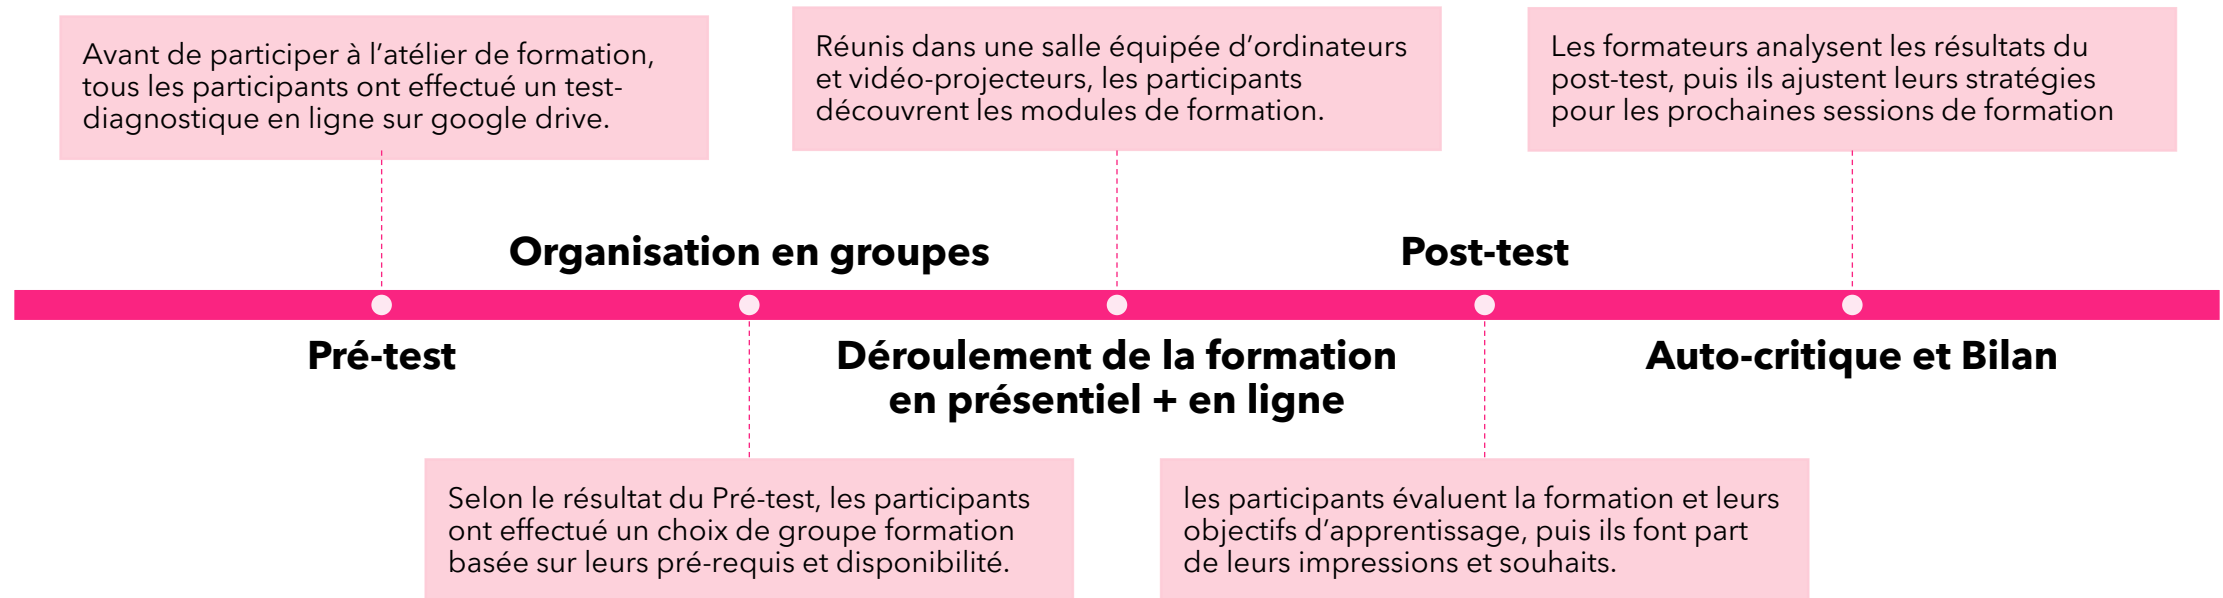 Avant de participer à l’atélier de formation,
tous les participants ont effectué un test-
diagnostique en ligne sur google drive.
Pré-test
Organisation en groupes
Selon le résultat du Pré-test, les participants
ont effectué un choix de groupe formation
basée sur leurs pré-requis et disponibilité.
Réunis dans une salle équipée d’ordinateurs
et vidéo-projecteurs, les participants
découvrent les modules de formation.
Déroulement de la formation
en présentiel + en ligne
Post-test
les participants évaluent la formation et leurs
objectifs d’apprentissage, puis ils font part
de leurs impressions et souhaits.
Les formateurs analysent les résultats du
post-test, puis ils ajustent leurs stratégies
pour les prochaines sessions de formation
Auto-critique et Bilan